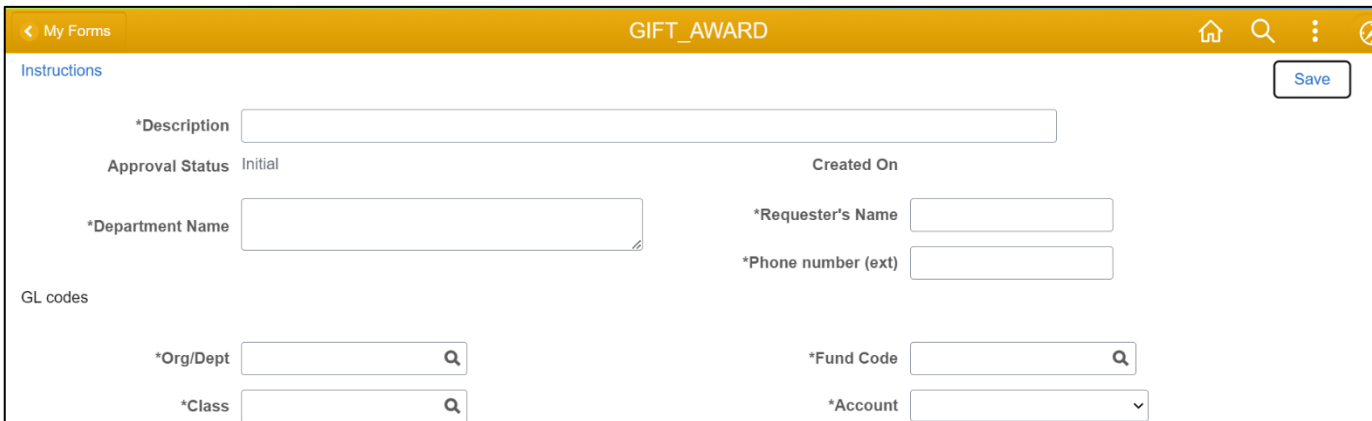 My Forms GIFT_AWARD
Instructions Save
*Description
Approval Status Initial Created On
*Department Name *Requester's Name
*Phone number (ext)
GL codes
*Org/Dept *Fund Code
*Class *Account